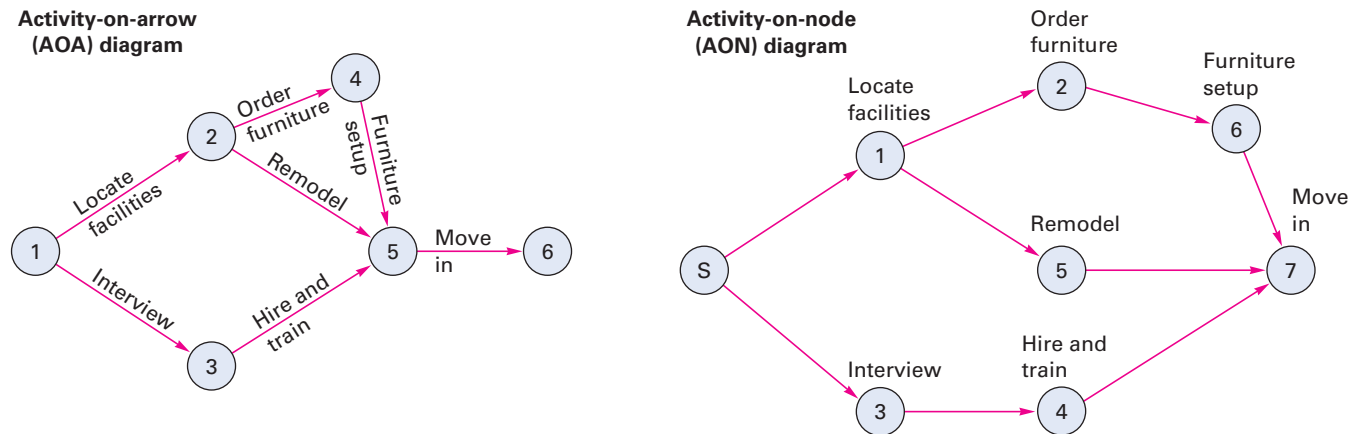 Activity-on-arrow
(AOA) diagram
4
Order
furniture
2
Furniture
setup
Remodel
Locate
facilities
1
5
Move
in
6
Interview
Hire and
train
3
Activity-on-node
(AON) diagram
Order
furniture
2
Furniture
setup
6
Locate
facilities
1
Move
in
Remodel
S
5
7
Interview
Hire and
train
3
4